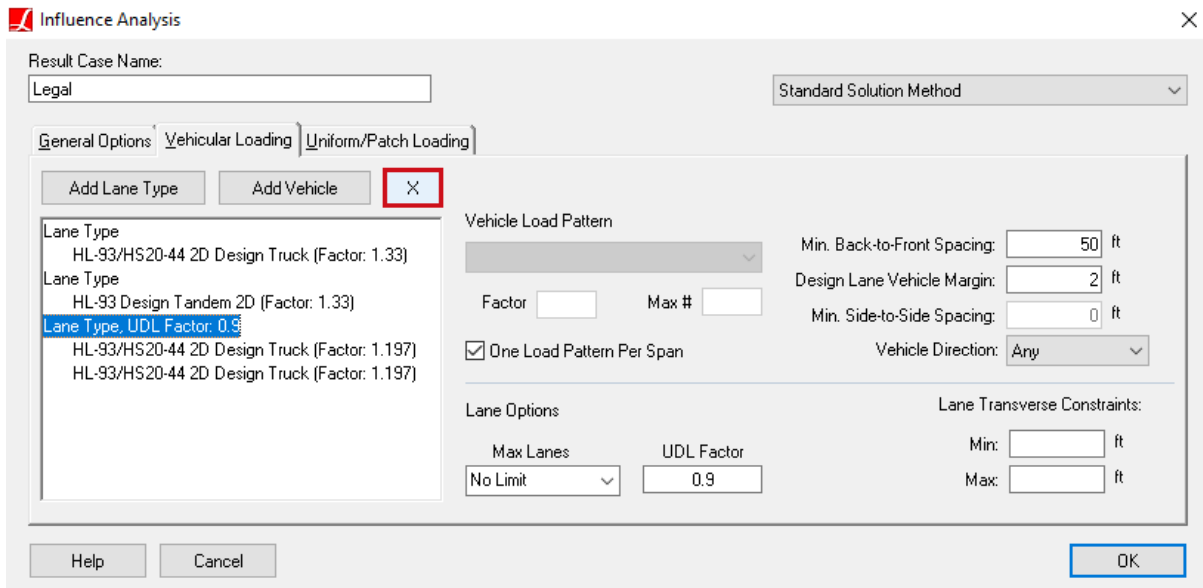 Influence Analysis
Result Case Name:
Legal
Standard Solution Method
General Options
Vehicular Loading
Uniform/Patch Loading
Add Lane Type
Add Vehicle
X
Lane Type
HL-93/HS20-44 2D Design Truck (Factor: 1.33)
Lane Type
HL-93 Design Tandem 2D (Factor: 1.33)
Lane Type, UDL Factor: 0.9
HL-93/HS20-44 2D Design Truck (Factor: 1.197)
HL-93/HS20-44 2D Design Truck (Factor: 1.197)
Vehicle Load Pattern
Factor
Max #
One Load Pattern Per Span
Min. Back-to-Front Spacing: 50 ft
Design Lane Vehicle Margin: 2 ft
Min. Side-to-Side Spacing: 0 ft
Vehicle Direction: Any
Lane Options
Max Lanes
No Limit
UDL Factor
0.9
Lane Transverse Constraints:
Min: ft
Max: ft
Help
Cancel
OK